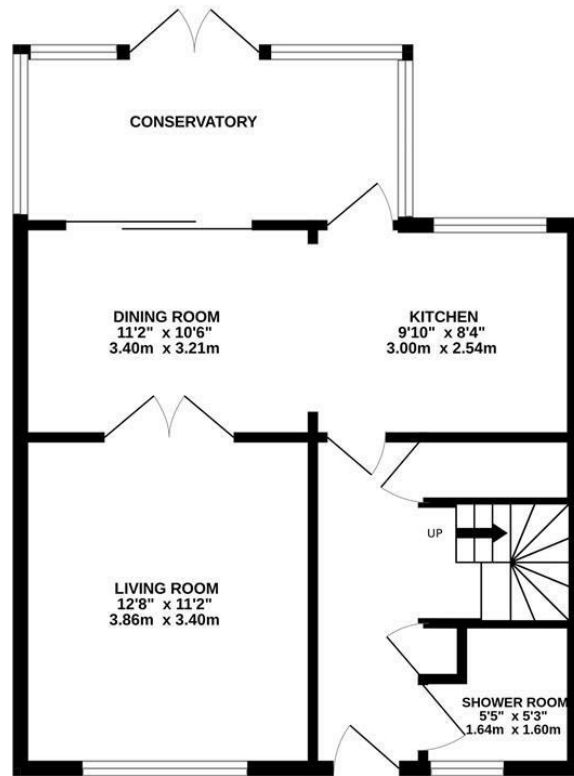 CONSERVATORY
DINING ROOM
11'2" x 10'6"
3.40m x 3.21m
KITCHEN
9'10" x 8'4"
3.00m x 2.54m
UP
LIVING ROOM
12'8" x 11'2"
3.86m x 3.40m
SHOWER ROOM
5'5" x 5'3"
1.64m x 1.60m